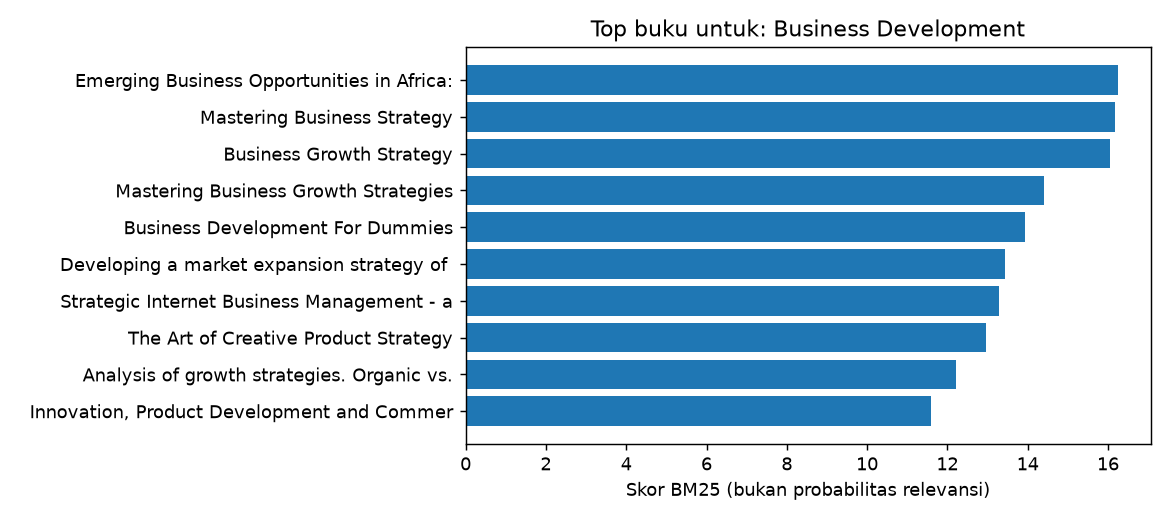 Top buku untuk: Business Development
Emerging Business Opportunities in Africa:
Mastering Business Strategy
Business Growth Strategy
Mastering Business Growth Strategies
Business Development For Dummies
Developing a market expansion strategy of
Strategic Internet Business Management - a
The Art of Creative Product Strategy
Analysis of growth strategies. Organic vs.
Innovation, Product Development and Commer
0 2 4 6 8 10 12 14 16
Skor BM25 (bukan probabilitas relevansi)